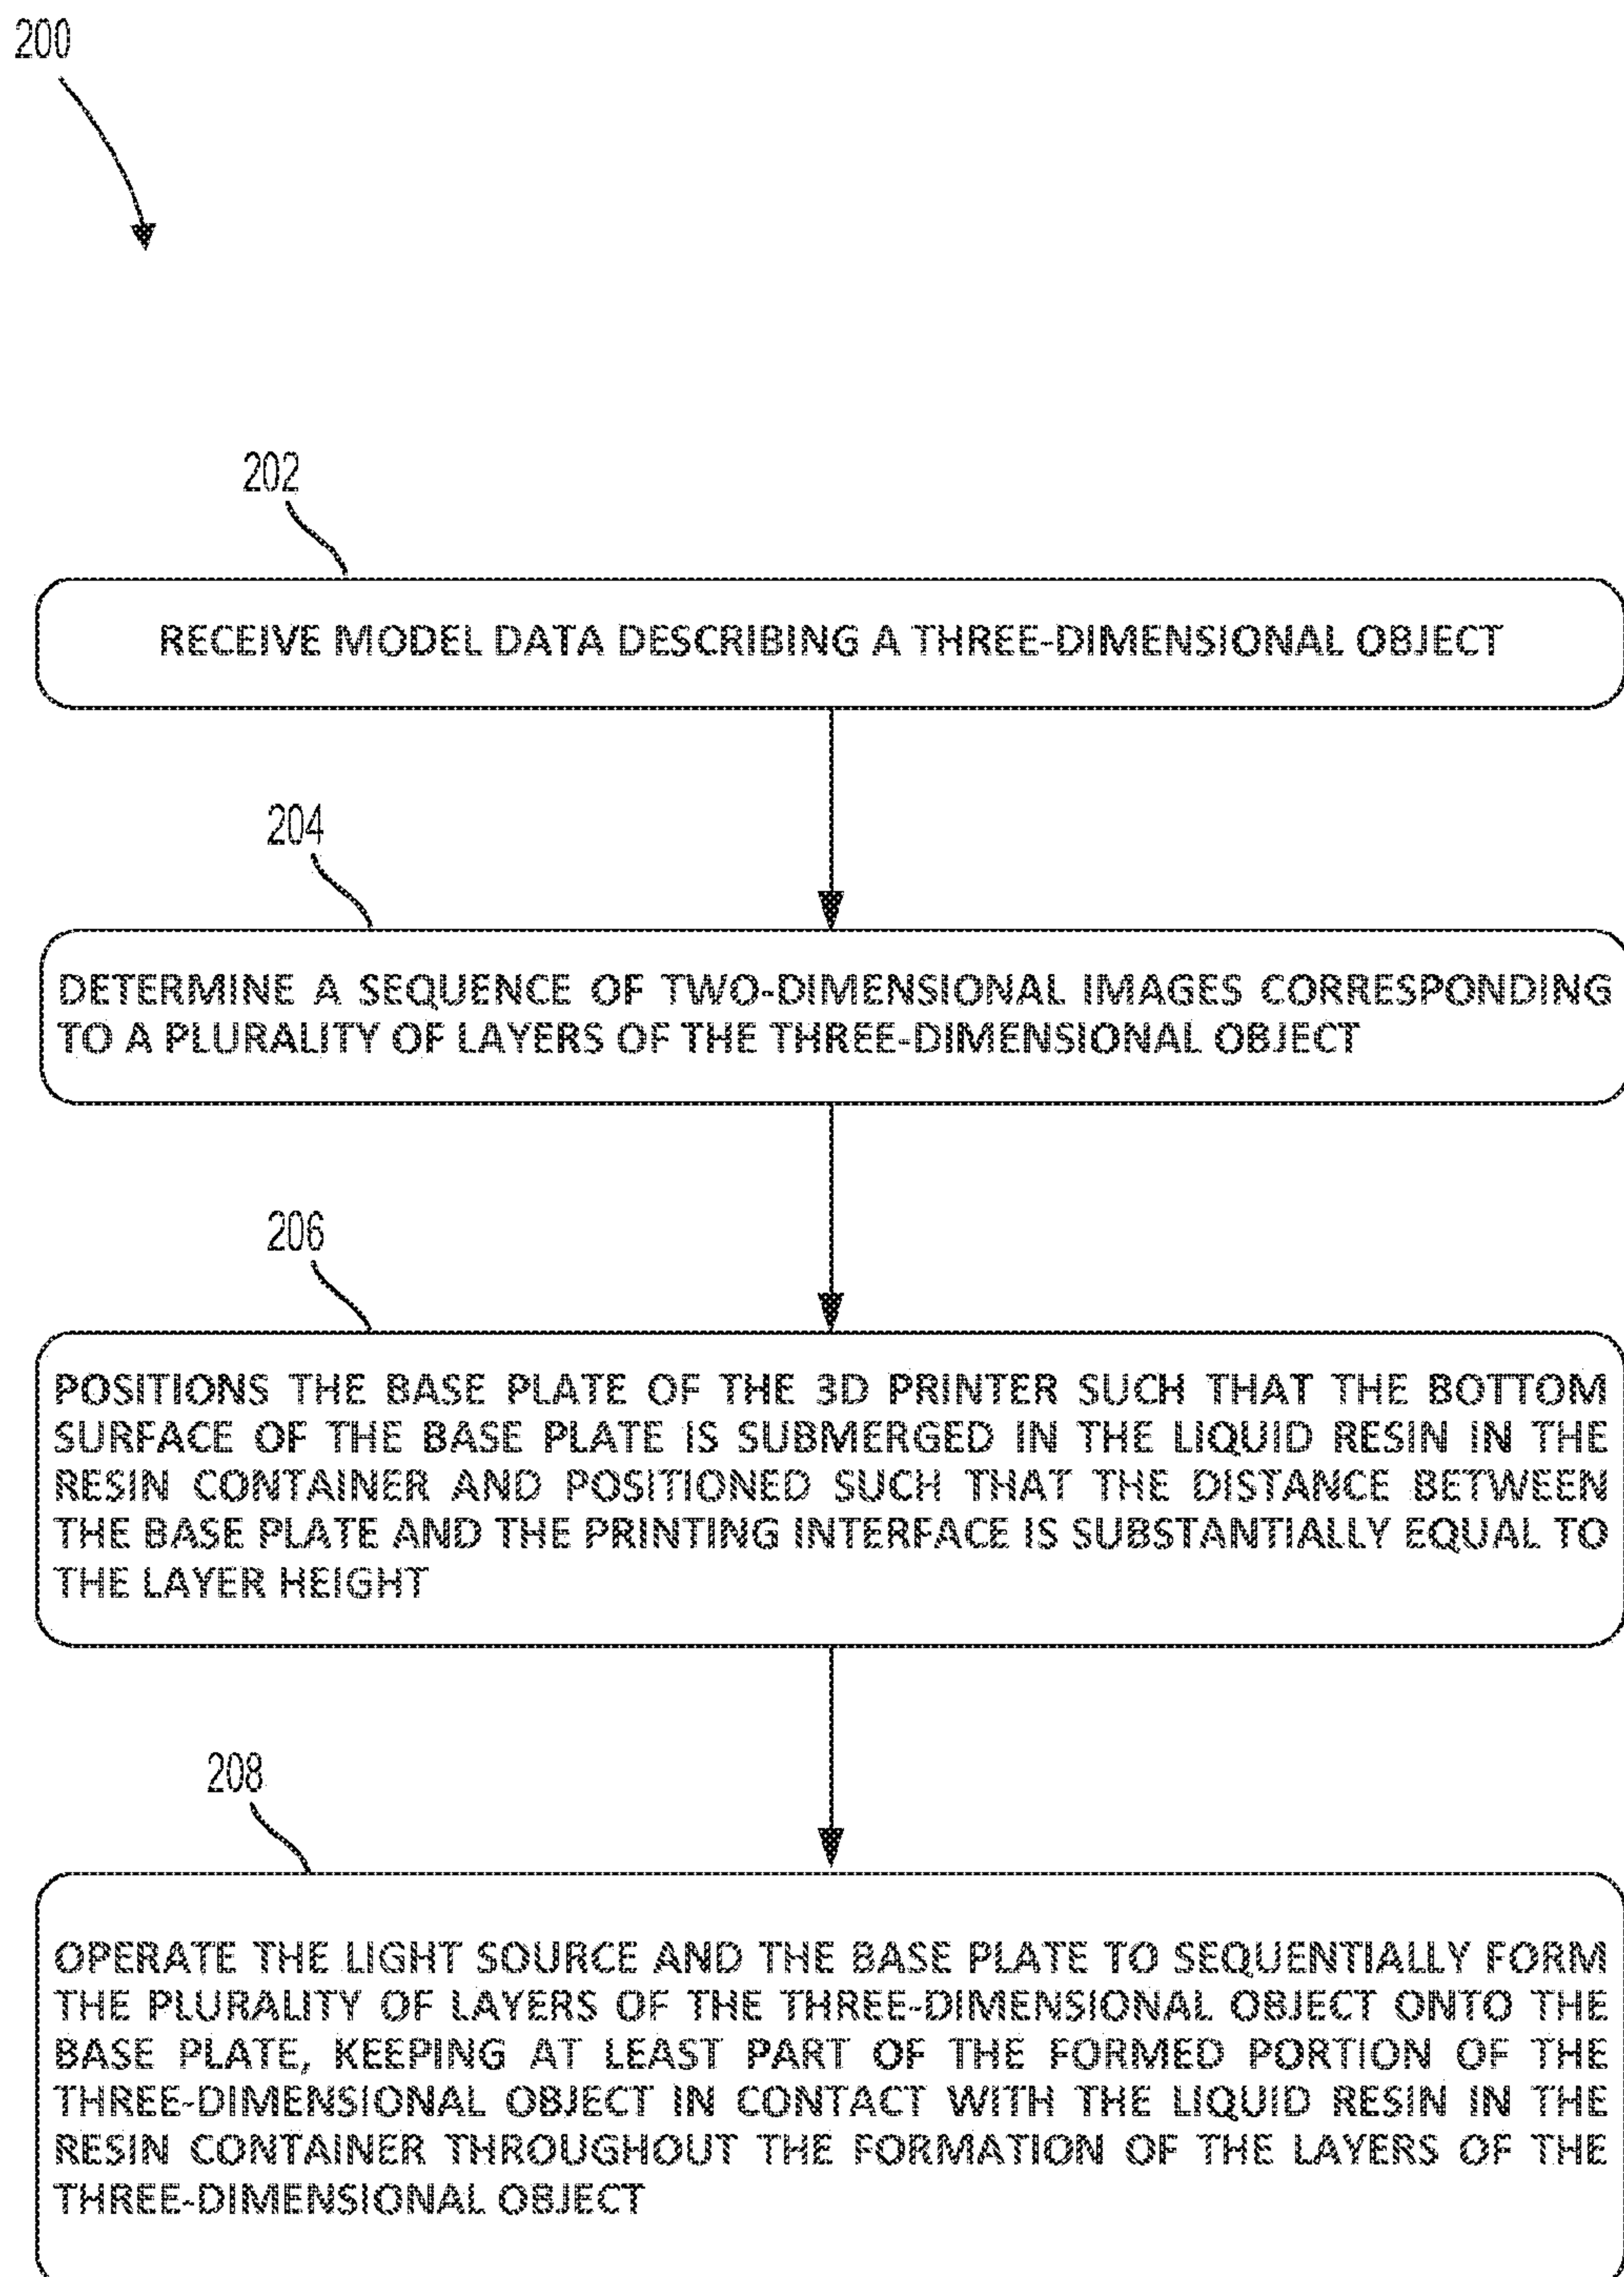 200
202
RECEIVE MODEL DATA DESCRIBING A THREE-DIMENSIONAL OBJECT
204
DETERMINE A SEQUENCE OF TWO-DIMENSIONAL IMAGES CORRESPONDING
TO A PLURALITY OF LAYERS OF THE THREE-DIMENSIONAL OBJECT
206
POSITIONS THE BASE PLATE OF THE 3D PRINTER SUCH THAT THE BOTTOM
SURFACE OF THE BASE PLATE IS SUBMERGED IN THE LIQUID RESIN IN THE
RESIN CONTAINER AND POSITIONED SUCH THAT THE DISTANCE BETWEEN
THE BASE PLATE AND THE PRINTING INTERFACE IS SUBSTANTIALLY EQUAL TO
THE LAYER HEIGHT
208
OPERATE THE LIGHT SOURCE AND THE BASE PLATE TO SEQUENTIALLY FORM
THE PLURALITY OF LAYERS OF THE THREE-DIMENSIONAL OBJECT ONTO THE
BASE PLATE, KEEPING AT LEAST PART OF THE FORMED PORTION OF THE
THREE-DIMENSIONAL OBJECT IN CONTACT WITH THE LIQUID RESIN IN THE
RESIN CONTAINER THROUGHOUT THE FORMATION OF THE LAYERS OF THE
THREE-DIMENSIONAL OBJECT